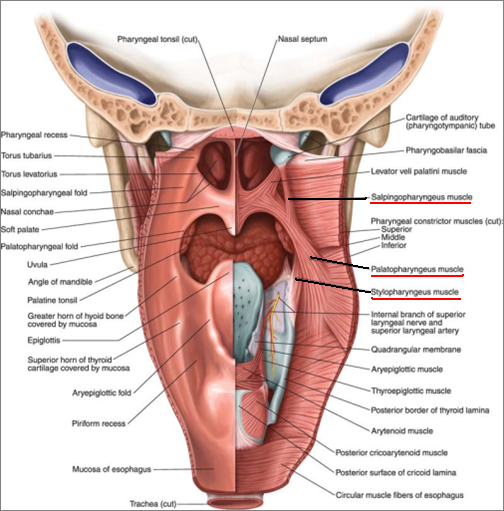 Pharyngeal tonsil (cut)
Nasal septum
Pharyngeal recess
Torus tubarius
Torus levatorius
Salpingopharyngeal fold
Nasal conchae
Soft palate
Palatopharyngeal fold
Uvula
Angle of mandible
Palatine tonsil
Greater horn of hyoid bone
covered by mucosa
Epiglottis
Superior horn of thyroid
cartilage covered by mucosa
Aryepiglottic fold
Piriform recess
Mucosa of esophagus
Trachea (cut)
Cartilage of auditory
(pharyngotympanic) tube
Pharyngobasilar fascia
Levator veli palatini muscle
Salpingopharyngeus muscle
Pharyngeal constrictor muscles (cut):
Superior
Middle
Inferior
Palatopharyngeus muscle
Stylopharyngeus muscle
Internal branch of superior
laryngeal nerve and
superior laryngeal artery
Quadrangular membrane
Aryepiglottic muscle
Thyroepiglottic muscle
Posterior border of thyroid lamina
Arytenoid muscle
Posterior cricoarytenoid muscle
Posterior surface of cricoid lamina
Circular muscle fibers of esophagus